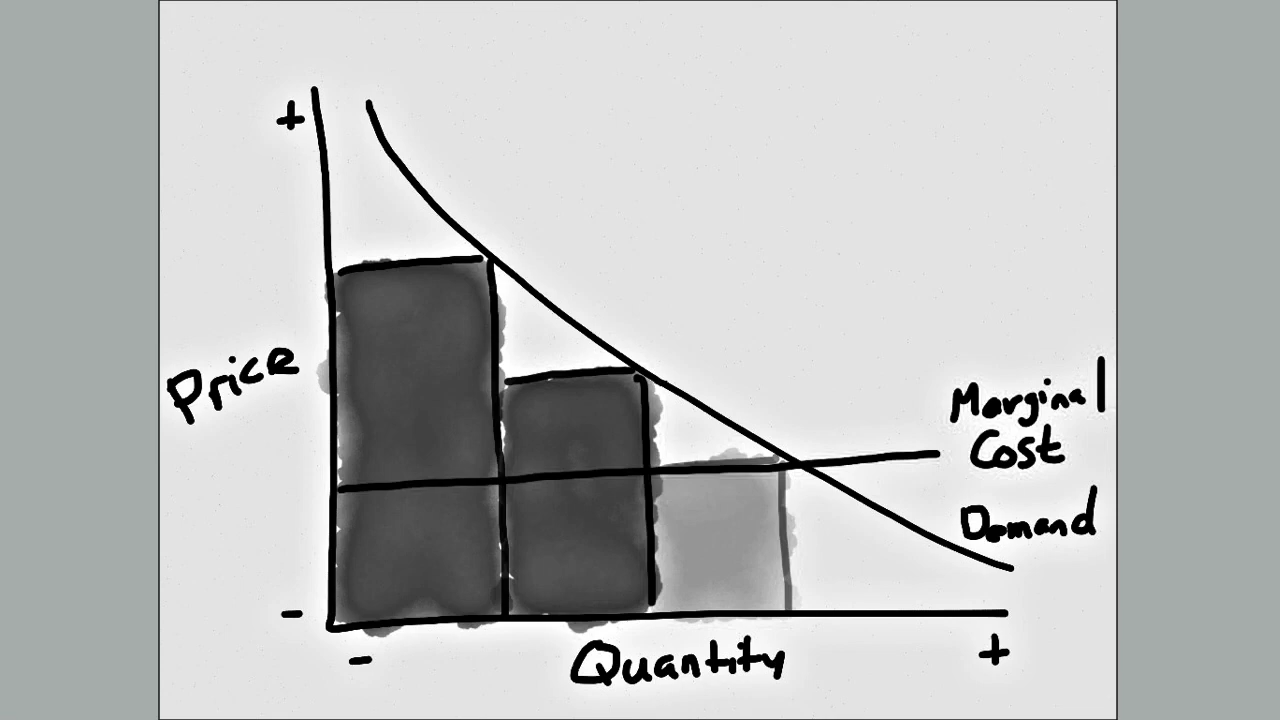 +
Price
Marginal
Cost
Demand
-
-
Quantity
+